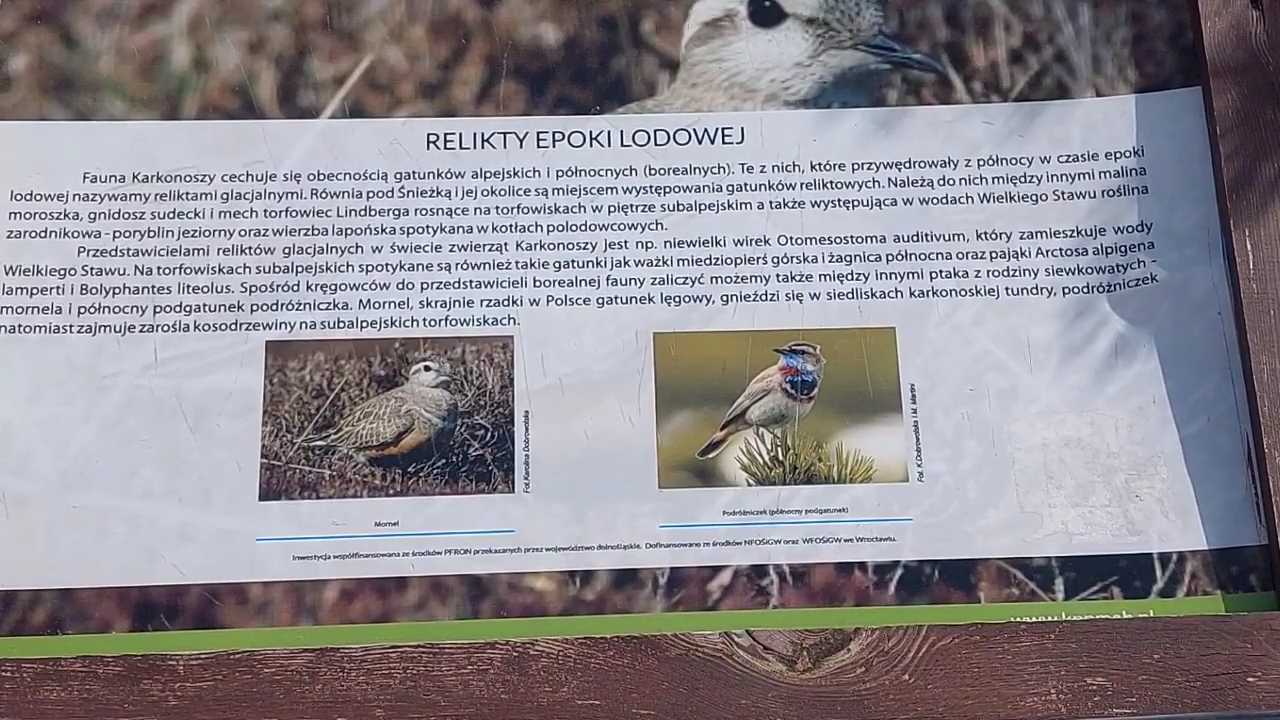 RELIKTY EPOKI LODOWEJ
Fauna Karkonoszy cechuje się obecnością gatunków alpejskich i północnych (borealnych). Te z nich, które przywędrowały z północy w czasie epoki
lodowej nazywamy reliktami glacjalnymi. Równia pod Śnieżką i jej okolice są miejscem występowania gatunków reliktowych. Należą do nich między innymi malina
moroszka, gnidosz sudecki i mech torfowiec Lindberga rosnące na torfowiskach w piętrze subalpejskim a także występująca w wodach Wielkiego Stawu roślina
zarodnikowa - poryblin jeziorny oraz wierzba lapońska spotykana w kotłach polodowcowych.
Przedstawicielami reliktów glacjalnych w świecie zwierząt Karkonoszy jest np. niewielki wirek Otomesostoma auditivum, który zamieszkuje wody
Wielkiego Stawu. Na torfowiskach subalpejskich spotykane są również takie gatunki jak ważki miedziopierś górska i żagnica północna oraz pająki Arctosa alpigena
lamperti i Bolyphantes liteolus. Spośród kręgowców do przedstawicieli borealnej fauny zaliczyć możemy także między innymi ptaka z rodziny siewkowatych -
mornela i północny podgatunek podróżniczka. Mornel, skrajnie rzadki w Polsce gatunek lęgowy, gnieździ się w siedliskach karkonoskiej tundry, podróżniczek
natomiast zajmuje zarośla kosodrzewiny na subalpejskich torfowiskach.
Fot. Karolina Dobrowolska
Fot. K.Dobrowolska i M. Martini
Mornel
Podróżniczek (północny podgatunek)
Inwestycja współfinansowana ze środków PFRON przekazanych przez województwo dolnośląskie. Dofinansowano ze środków NFOŚiGW oraz WFOŚiGW we Wrocławiu.